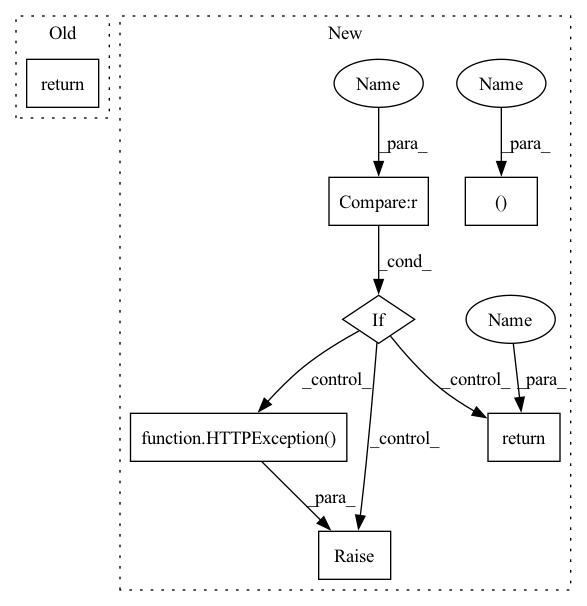 Old
New
return
Name
Name
_para_
_para_
Compare:r
()
_cond_
If
Name
_control_
_control_
_para_
_control_
function.HTTPException()
return
_para_
Raise